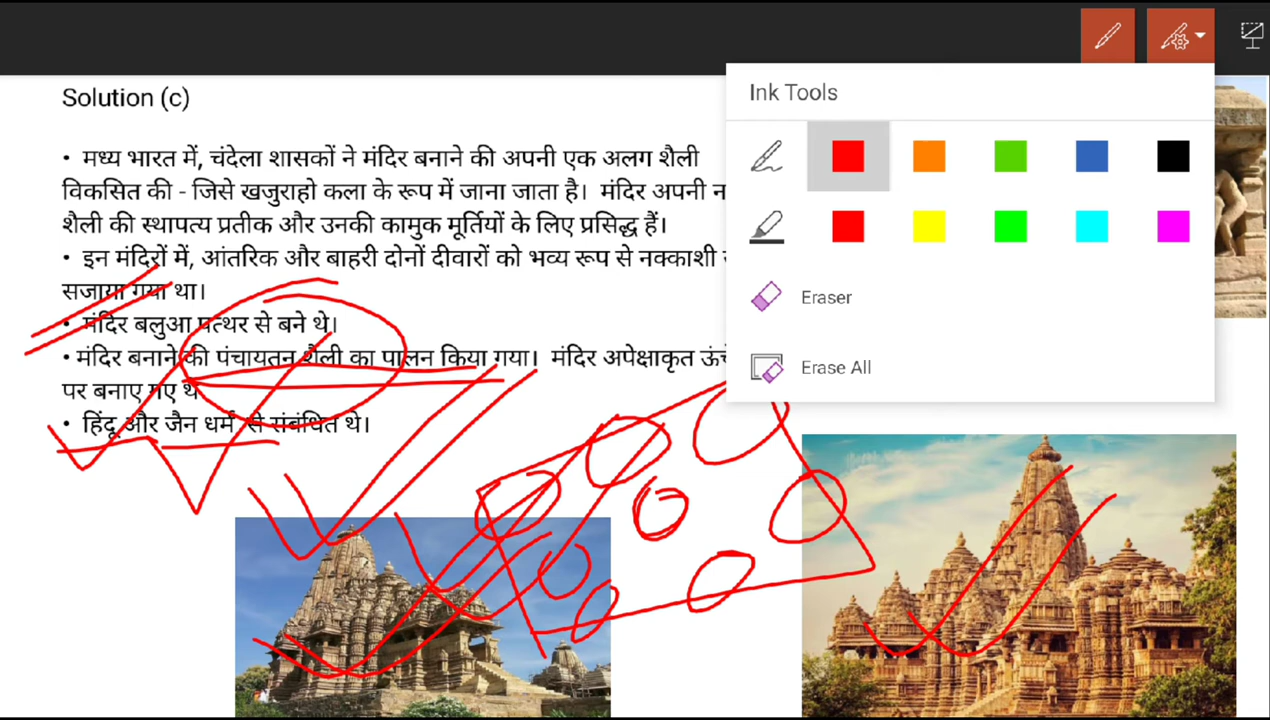 Solution (c)
Ink Tools
• मध्य भारत में, चंदेला शासकों ने मंदिर बनाने की अपनी एक अलग शैली
विकसित की - जिसे खजुराहो कला के रूप में जाना जाता है। मंदिर अपनी
शैली की स्थापत्य प्रतीक और उनकी कामुक मूर्तियों के लिए प्रसिद्ध हैं।
• इन मंदिरों में, आंतरिक और बाहरी दोनों दीवारों को भव्य रूप से नक्काशी
सजाया गया था।
Eraser
• मंदिर बलुआ पत्थर से बने थे।
• मंदिर बनाने की पंचायतन शैली का पालन किया गया। मंदिर अपेक्षाकृत
Erase All
पर बनाए गए
• हिंदू और जैन धर्म से संबंधित थे।